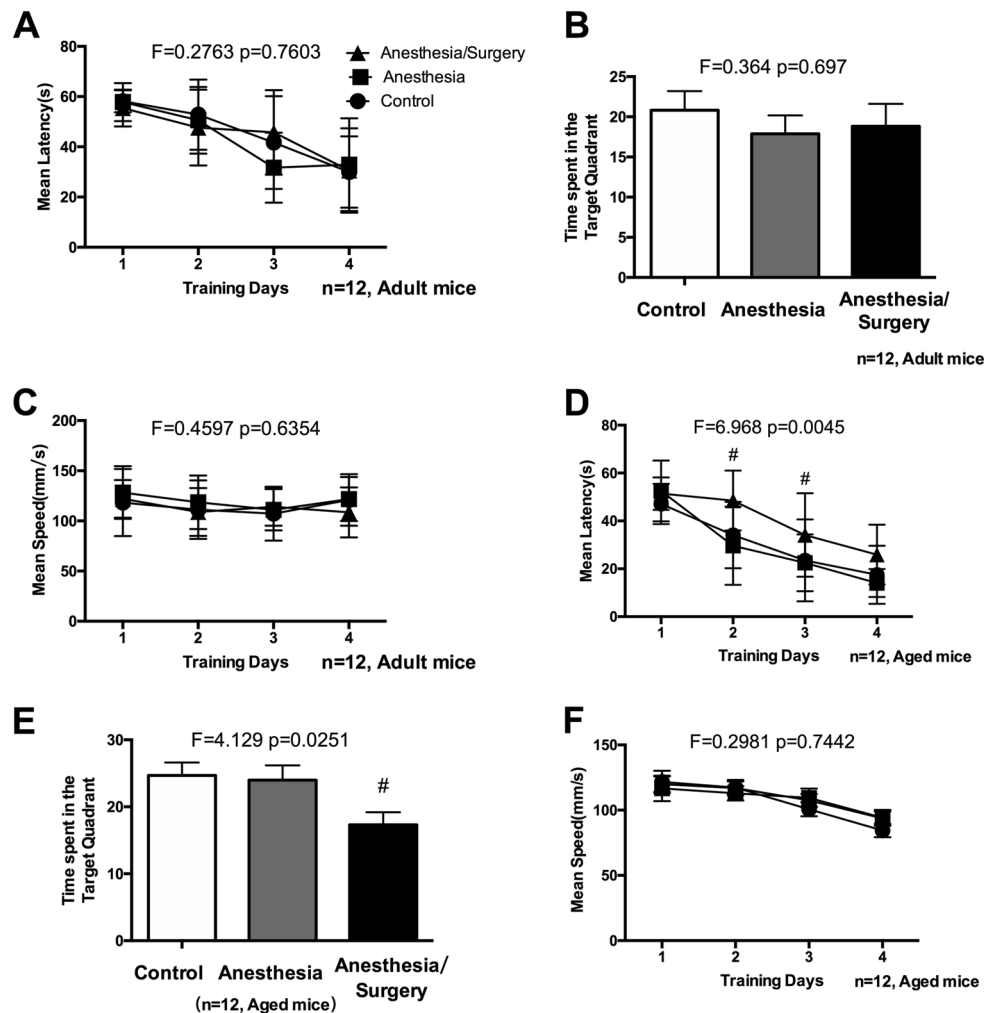 A
F=0.2763 p=0.7603
Anesthesia/Surgery
Anesthesia
Control
Mean Latency(s)
80
60
40
20
0
1 2 3 4
Training Days
n=12, Adult mice
B
F=0.364 p=0.697
Time spent in the
Target Quadrant
25
20
15
10
5
0
Control Anesthesia Anesthesia/
Surgery
n=12, Adult mice
C
F=0.4597 p=0.6354
Mean Speed(mm/s)
200
150
100
50
0
1 2 3 4
Training Days
n=12, Adult mice
D
F=6.968 p=0.0045
# #
Mean Latency(s)
80
60
40
20
0
1 2 3 4
Training Days
n=12, Aged mice
E
F=4.129 p=0.0251
#
Time spent in the
Target Quadrant
30
20
10
0
Control Anesthesia Anesthesia/
Surgery
(n=12, Aged mice)
F
F=0.2981 p=0.7442
Mean Speed(mm/s)
150
100
50
0
1 2 3 4
Training Days
n=12, Aged mice